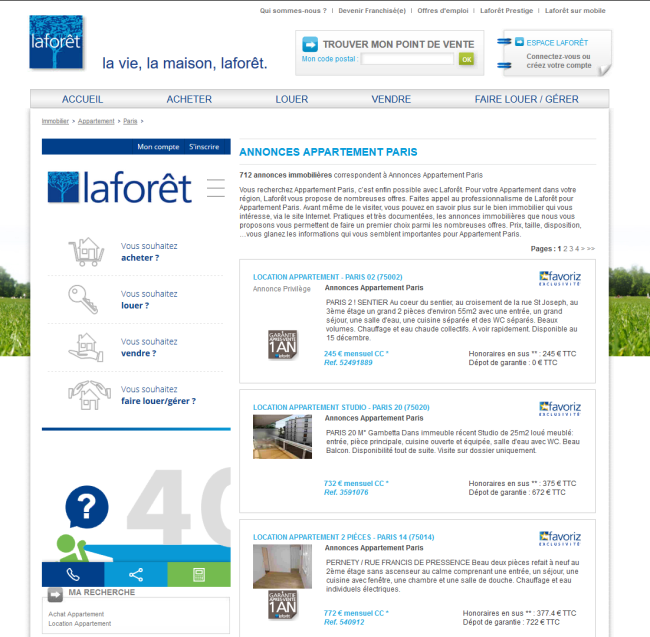 Qui sommes-nous ? | Devenir Franchisé(e) | Offres d'emploi | Laforêt Prestige | Laforêt sur mobile
laforêt
la vie, la maison, laforêt.
TROUVER MON POINT DE VENTE
Mon code postal : OK
ESPACE LAFORÊT
Connectez-vous ou
créez votre compte
ACCUEIL ACHETER LOUER VENDRE FAIRE LOUER / GÉRER
Immobilier > Appartement > Paris >
Mon compte S'inscrire
laforêt
Vous souhaitez
acheter ?
Vous souhaitez
louer ?
Vous souhaitez
vendre ?
Vous souhaitez
faire louer/gérer ?
40
?
MA RECHERCHE
Achat Appartement
Location Appartement
ANNONCES APPARTEMENT PARIS
712 annonces immobilières correspondent à Annonces Appartement Paris
Vous recherchez Appartement Paris, c'est enfin possible avec Laforêt. Pour votre Appartement dans votre
région, Laforêt vous propose de nombreuses offres. Faites appel au professionnalisme de Laforêt pour
Appartement Paris. Avant même de le visiter, vous pouvez en savoir plus sur le bien immobilier qui vous
intéresse, via le site Internet. Pratiques et très documentées, les annonces immobilières que nous vous
proposons vous permettent de faire un premier choix parmi les nombreuses offres. Prix, taille, disposition,
...vous glanez les informations qui vous semblent importantes pour Appartement Paris.
Pages : 1 2 3 4 > >>
LOCATION APPARTEMENT - PARIS 02 (75002)
favoriz
EXCLUSIVITÉ
Annonce Privilège
Annonces Appartement Paris
PARIS 2 ! SENTIER Au coeur du sentier, au croisement de la rue St Joseph, au
3ème étage un grand 2 pièces d'environ 55m2 avec une entrée, un grand
séjour, une salle d'eau, une cuisine séparée et des WC séparés. Beaux
volumes. Chauffage et eau chaude collectifs. A voir rapidement. Disponible au
15 décembre.
GARANTIE
APRÈS-VENTE
1 AN
laforêt
245 € mensuel CC * Honoraires en sus ** : 245 € TTC
Ref. 52491889 Dépot de garantie : 0 € TTC
LOCATION APPARTEMENT STUDIO - PARIS 20 (75020)
favoriz
EXCLUSIVITÉ
Annonces Appartement Paris
PARIS 20 M° Gambetta Dans immeuble récent Studio de 25m2 loué meublé:
entrée, pièce principale, cuisine ouverte et équipée, salle d'eau avec WC. Beau
Balcon. Disponibilité tout de suite. Visite sur dossier uniquement.
732 € mensuel CC * Honoraires en sus ** : 375 € TTC
Ref. 3591076 Dépot de garantie : 672 € TTC
LOCATION APPARTEMENT 2 PIÈCES - PARIS 14 (75014)
favoriz
EXCLUSIVITÉ
Annonces Appartement Paris
PERNETY / RUE FRANCIS DE PRESSENCE Beau deux pièces refait à neuf au
2ème étage sans ascenseur au calme comprenant une entrée, un séjour, une
cuisine avec fenêtre, une chambre et une salle de douche. Chauffage et eau
individuels électriques.
GARANTIE
APRÈS-VENTE
1 AN
laforêt
772 € mensuel CC * Honoraires en sus ** : 377.4 € TTC
Ref. 540912 Dépot de garantie : 722 € TTC